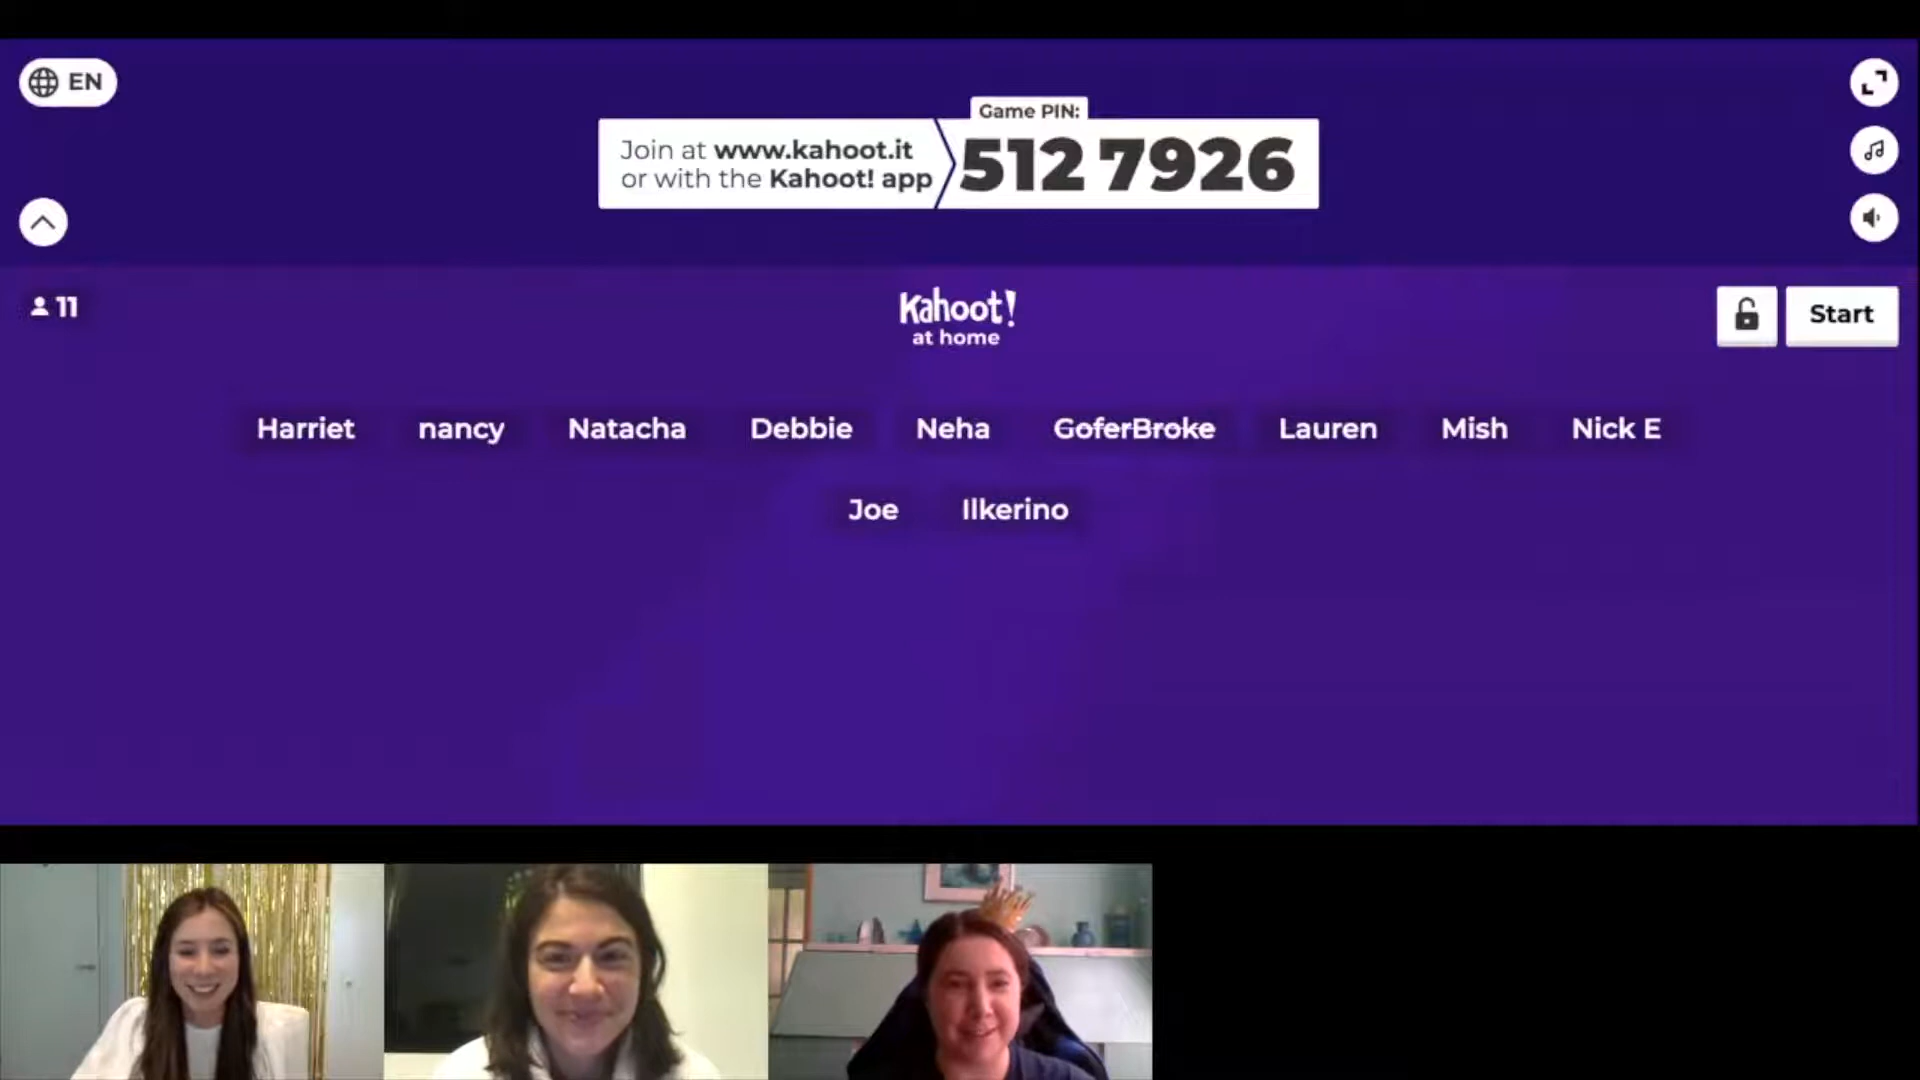 EN
Game PIN:
Join at www.kahoot.it
or with the Kahoot! app
512 7926
11
Kahoot!
at home
Start
Harriet nancy Natacha Debbie Neha GoferBroke Lauren Mish Nick E
Joe Ilkerino